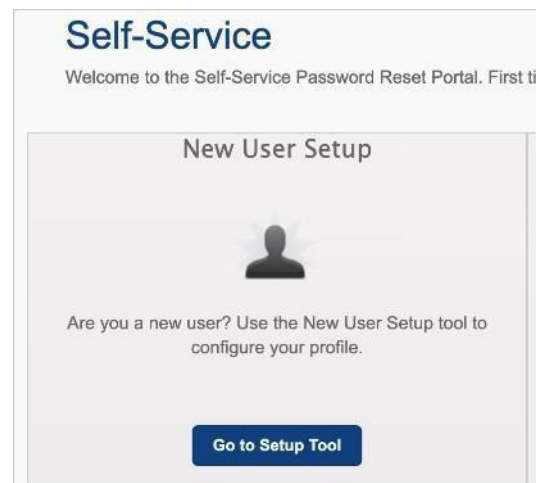 Self-Service
Welcome to the Self-Service Password Reset Portal. First ti
New User Setup
Are you a new user? Use the New User Setup tool to
configure your profile.
Go to Setup Tool